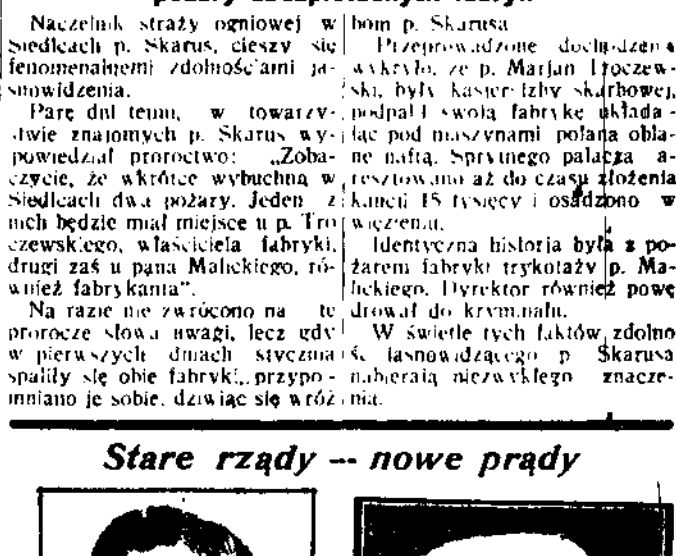 Naczelnik straży ogniowej w
Siedlcach p. Skarus, cieszy się
fenomenalnemi zdolnościami ja-
snowidzenia.
Parę dni temu, w towarzy-
stwie znajomych p. Skarus wy-
powiedział proroctwo: „Zoba-
czycie, że wkrótce wybuchną w
Siedlcach dwa pożary. Jeden z
nich będzie miał miejsce u p. Tro
czewskiego, właściciela fabryki,
drugi zaś u pana Malickiego, ró-
wnież fabrykanta".
Na razie nie zwrócono na te
prorocze słowa uwagi, lecz gdy
w pierwszych dniach stycznia
spaliły się obie fabryki, przypo-
mniano je sobie, dziwiąc się wróż
bom p. Skarusa
Przeprowadzone dochodzenia
wykryło, że p. Marjan Troczew-
ski, były kasjer Izby skarbowej,
podpalił swoją fabrykę układa-
jąc pod maszynami polana obla-
ne naftą. Sprytnego palacza a-
resztowano aż do czasu złożenia
kaucji 15 tysięcy i osadzono w
więzieniu.
Identyczna historja była z po-
żarem fabryki trykotaży p. Ma-
lickiego. Dyrektor również powę
drował do kryminału.
W świetle tych faktów, zdolno
ść jasnowidzącego p Skarusa
nabierają niezwykłego znacze-
nia.
Stare rządy -- nowe prądy